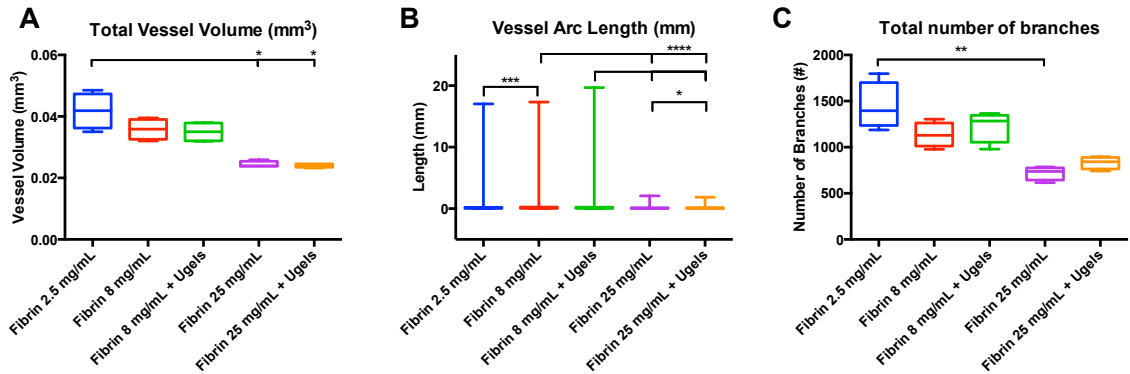 A
Total Vessel Volume (mm³)
Vessel Volume (mm³)
0.06
0.04
0.02
0.00
*
*
Fibrin 2.5 mg/mL
Fibrin 8 mg/mL
Fibrin 8 mg/mL + Ugels
Fibrin 25 mg/mL
Fibrin 25 mg/mL + Ugels
B
Vessel Arc Length (mm)
Length (mm)
20
10
0
***
****
*
Fibrin 2.5 mg/mL
Fibrin 8 mg/mL
Fibrin 8 mg/mL + Ugels
Fibrin 25 mg/mL
Fibrin 25 mg/mL + Ugels
C
Total number of branches
Number of Branches (#)
2000
1500
1000
500
0
**
Fibrin 2.5 mg/mL
Fibrin 8 mg/mL
Fibrin 8 mg/mL + Ugels
Fibrin 25 mg/mL
Fibrin 25 mg/mL + Ugels